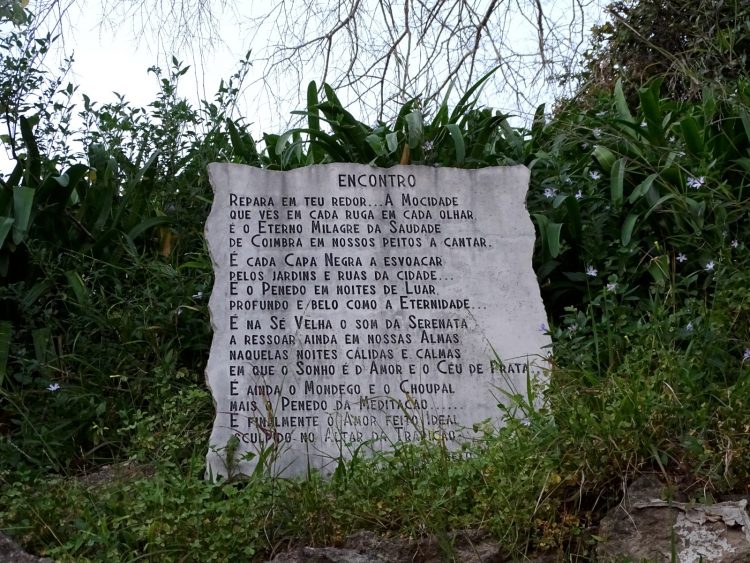 ENCONTRO
REPARA EM TEU REDOR...A MOCIDADE
QUE VÊS EM CADA RUGA EM CADA OLHAR,
É O ETERNO MILAGRE DA SAUDADE
DE COIMBRA EM NOSSOS PEITOS A CANTAR.
É CADA CAPA NEGRA A ESVOAÇAR
PELOS JARDINS E RUAS DA CIDADE...
E O PENEDO EM NOITES DE LUAR,
PROFUNDO E BELO COMO A ETERNIDADE...
É NA SÉ VELHA O SOM DA SERENATA
A RESSOAR AINDA EM NOSSAS ALMAS
NAQUELAS NOITES CÁLIDAS E CALMAS
EM QUE O SONHO É D'AMOR E O CÉU DE PRATA
É AINDA O MONDEGO E O CHOUPAL
MAIS O PENEDO DA MEDITAÇÃO......
E FINALMENTE O AMOR FEITO IDEAL
ESCULPIDO NO ALTAR DA TRADIÇÃO